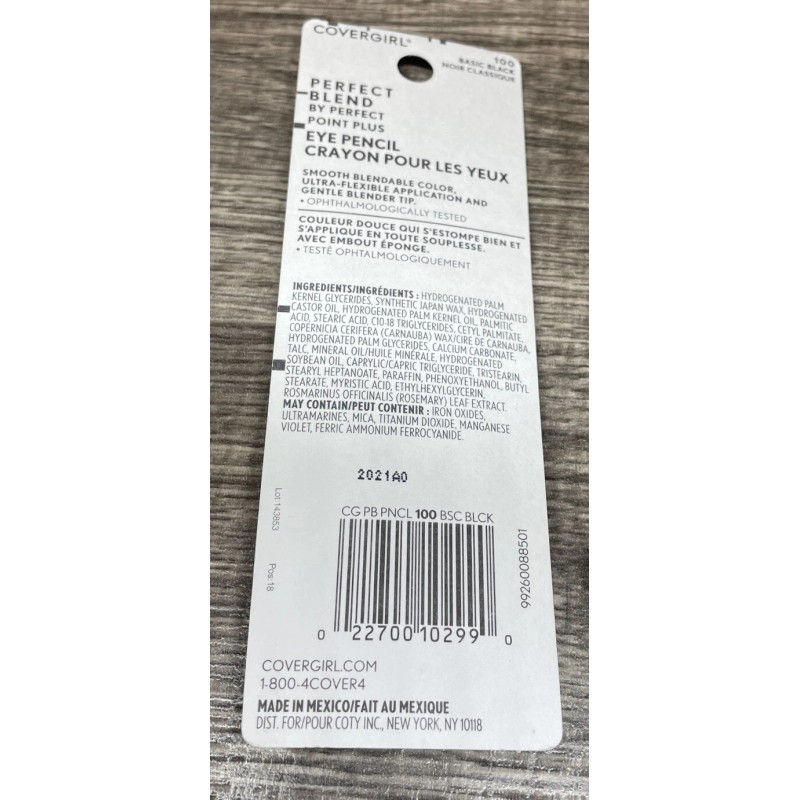 COVERGIRL®
100
BASIC BLACK
NOIR CLASSIQUE
PERFECT
BLEND
BY PERFECT
POINT PLUS
EYE PENCIL
CRAYON POUR LES YEUX
SMOOTH BLENDABLE COLOR,
ULTRA-FLEXIBLE APPLICATION AND
GENTLE BLENDER TIP.
• OPHTHALMOLOGICALLY TESTED
COULEUR DOUCE QUI S'ESTOMPE BIEN ET
S'APPLIQUE EN TOUTE SOUPLESSE.
AVEC EMBOUT ÉPONGE.
• TESTÉ OPHTALMOLOGIQUEMENT
INGREDIENTS/INGRÉDIENTS : HYDROGENATED PALM
KERNEL GLYCERIDES, SYNTHETIC JAPAN WAX, HYDROGENATED
CASTOR OIL, HYDROGENATED PALM KERNEL OIL, PALMITIC
ACID, STEARIC ACID, C10-18 TRIGLYCERIDES, CETYL PALMITATE,
COPERNICIA CERIFERA (CARNAUBA) WAX/CIRE DE CARNAUBA,
HYDROGENATED PALM GLYCERIDES, CALCIUM CARBONATE,
TALC, MINERAL OIL/HUILE MINÉRALE, HYDROGENATED
SOYBEAN OIL, CAPRYLIC/CAPRIC TRIGLYCERIDE, TRISTEARIN,
STEARYL HEPTANOATE, PARAFFIN, PHENOXYETHANOL, BUTYL
STEARATE, MYRISTIC ACID, ETHYLHEXYLGLYCERIN,
ROSMARINUS OFFICINALIS (ROSEMARY) LEAF EXTRACT.
MAY CONTAIN/PEUT CONTENIR : IRON OXIDES,
ULTRAMARINES, MICA, TITANIUM DIOXIDE, MANGANESE
VIOLET, FERRIC AMMONIUM FERROCYANIDE.
2021A0
Lot 143853
Pos: 18
CG PB PNCL 100 BSC BLCK
99260088501
0 22700 10299 0
COVERGIRL.COM
1-800-4COVER4
MADE IN MEXICO/FAIT AU MEXIQUE
DIST. FOR/POUR COTY INC., NEW YORK, NY 10118